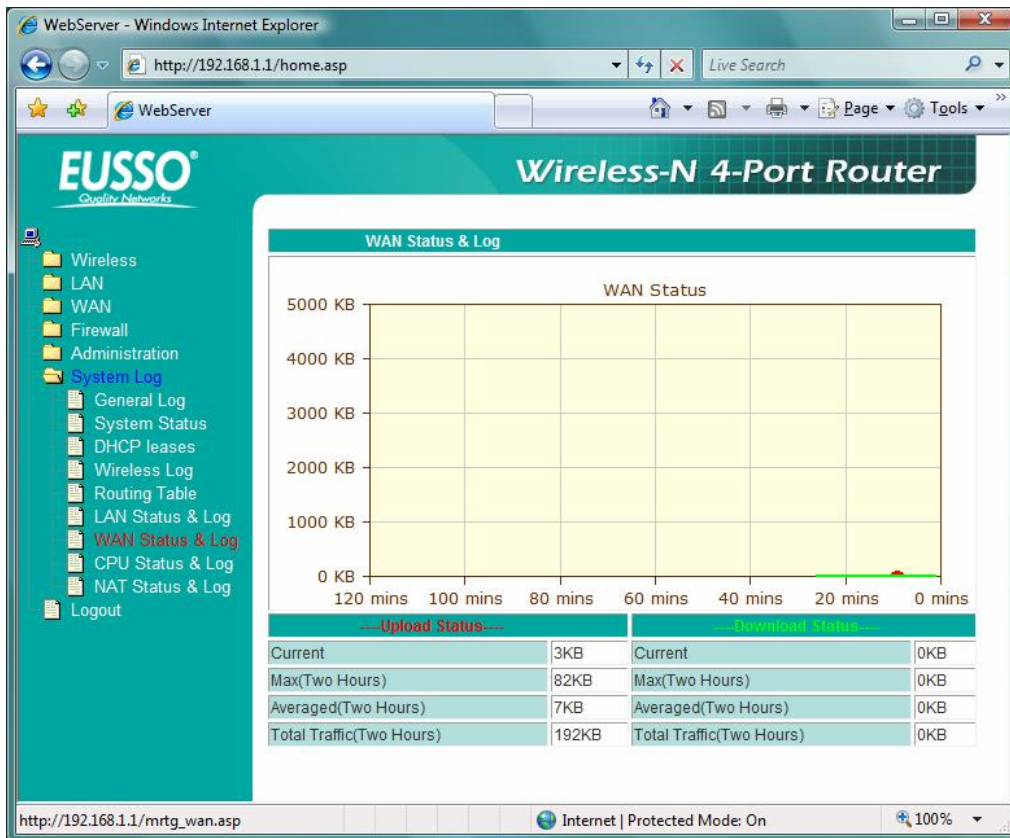 WebServer - Windows Internet Explorer
http://192.168.1.1/home.asp
Live Search
WebServer
Page
Tools
EUSSO®
Quality Networks
Wireless-N 4-Port Router
Wireless
LAN
WAN
Firewall
Administration
System Log
General Log
System Status
DHCP leases
Wireless Log
Routing Table
LAN Status & Log
WAN Status & Log
CPU Status & Log
NAT Status & Log
Logout
WAN Status & Log
WAN Status
5000 KB
4000 KB
3000 KB
2000 KB
1000 KB
0 KB
120 mins 100 mins 80 mins 60 mins 40 mins 20 mins 0 mins
----Upload Status---- ----Download Status----
Current 3KB Current 0KB
Max(Two Hours) 82KB Max(Two Hours) 0KB
Averaged(Two Hours) 7KB Averaged(Two Hours) 0KB
Total Traffic(Two Hours) 192KB Total Traffic(Two Hours) 0KB
http://192.168.1.1/mrtg_wan.asp Internet | Protected Mode: On 100%